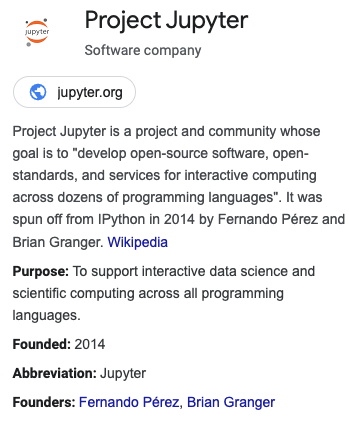 jupyter
Project Jupyter
Software company
jupyter.org
Project Jupyter is a project and community whose
goal is to "develop open-source software, open-
standards, and services for interactive computing
across dozens of programming languages". It was
spun off from IPython in 2014 by Fernando Pérez and
Brian Granger. Wikipedia
Purpose: To support interactive data science and
scientific computing across all programming
languages.
Founded: 2014
Abbreviation: Jupyter
Founders: Fernando Pérez, Brian Granger